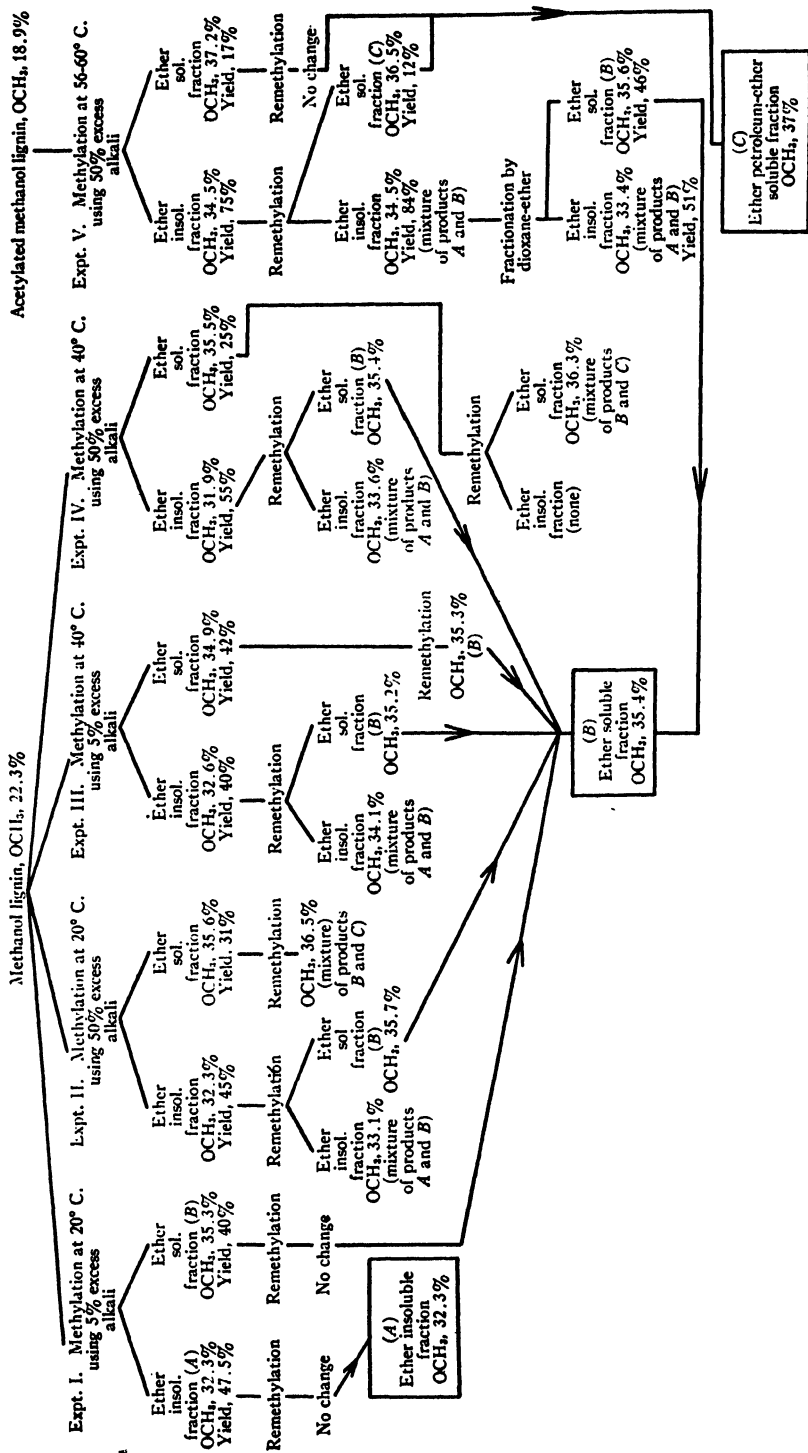 Methanol lignin, OCH₃, 22.3%
Acetylated methanol lignin, OCH₃, 18.9%
Expt. I. Methylation at 20° C.
using 5% excess
alkali
Ether
insol.
fraction (A)
OCH₃, 32.3%
Yield, 47.5%
Remethylation
No change
(A)
Ether insoluble
fraction
OCH₃, 32.3%
Ether
sol.
fraction (B)
OCH₃, 35.3%
Yield, 40%
Remethylation
No change
Expt. II. Methylation at 20° C.
using 50% excess
alkali
Ether
insol.
fraction
OCH₃, 32.3%
Yield, 45%
Remethylation
Ether
insol.
fraction
OCH₃, 33.1%
(mixture
of products
A and B)
Ether
sol
fraction
(B)
OCH₃, 35.7%
Ether
sol.
fraction
OCH₃, 35.6%
Yield. 31%
Remethylation
OCH₃, 36.5%
(mixture)
of products
B and C)
Expt. III. Methylation at 40° C.
using 5% excess
alkali
Ether
insol.
fraction
OCH₃, 32.6%
Yield, 40%
Remethylation
Ether
insol.
fraction
OCH₃, 34.1%
(mixture
of products
A and B)
Ether
sol.
fraction
(B)
OCH₃, 35.2%
Ether
sol.
fraction
OCH₃, 34.9%
Yield, 42%
Remethylation
OCH₃, 35.3%
(B)
Expt. IV. Methylation at 40° C.
using 50% excess
alkali
Ether
insol.
fraction
OCH₃, 31.9%
Yield, 55%
Remethylation
Ether
insol.
fraction
OCH₃, 33.6%
(mixture
of products
A and B)
Ether
sol.
fraction (B)
OCH₃, 35.4%
Ether
sol.
fraction
OCH₃, 35.5%
Yield, 25%
Remethylation
Ether
insol.
fraction
(none)
Ether
sol.
fraction
OCH₃, 36.3%
(mixture
of products
B and C)
(B)
Ether soluble
fraction
OCH₃, 35.4%
Expt. V. Methylation at 56-60° C.
using 50% excess
alkali
Ether
insol.
fraction
OCH₃, 34.5%
Yield, 75%
Remethylation
Ether
insol.
fraction
OCH₃, 34.5%
Yield, 84%
(mixture
of products
A and B)
Fractionation by
dioxane-ether
Ether
insol.
fraction
OCH₃, 33.4%
(mixture
of products
A and B)
Yield, 51%
Ether
sol.
fraction (B)
OCH₃, 35.6%
Yield, 46%
Ether
sol.
fraction
OCH₃, 37.2%
Yield, 17%
Remethylation
No change
Ether
sol.
fraction (C)
OCH₃, 36.5%
Yield, 12%
(C)
Ether petroleum-ether
soluble fraction
OCH₃, 37%